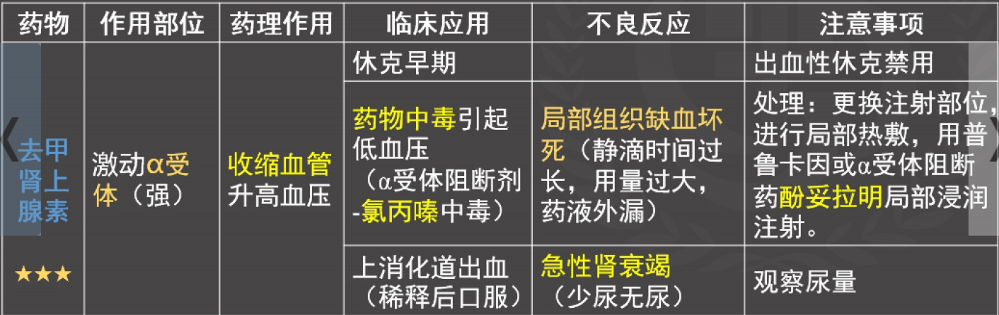 药物 作用部位 药理作用 临床应用 不良反应 注意事项
去甲
肾上
腺素
★★★
激动α受
体（强）
收缩血管
升高血压
休克早期
出血性休克禁用
药物中毒引起
低血压
（α受体阻断剂
-氯丙嗪中毒）
局部组织缺血坏
死（静滴时间过
长，用量过大，
药液外漏）
处理：更换注射部位，
进行局部热敷，用普
鲁卡因或α受体阻断
药酚妥拉明局部浸润
注射。
上消化道出血
（稀释后口服）
急性肾衰竭
（少尿无尿）
观察尿量